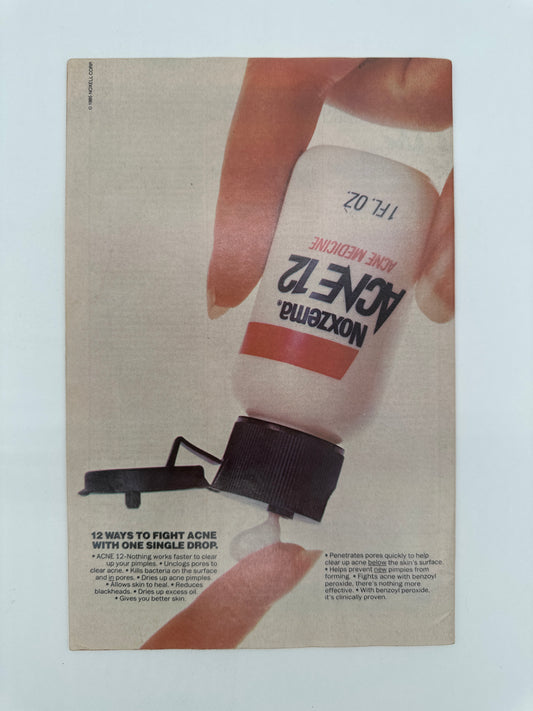 © 1985 NOXELL CORP.
1 FL. OZ.
ACNE MEDICINE
ACNE 12
Noxzema®
12 WAYS TO FIGHT ACNE
WITH ONE SINGLE DROP.
• ACNE 12-Nothing works faster to clear
up your pimples. • Unclogs pores to
clear acne. • Kills bacteria on the surface
and in pores. • Dries up acne pimples.
• Allows skin to heal. • Reduces
blackheads. • Dries up excess oil.
• Gives you better skin.
• Penetrates pores quickly to help
clear up acne below the skin's surface.
• Helps prevent new pimples from
forming. • Fights acne with benzoyl
peroxide, there's nothing more
effective. • With benzoyl peroxide,
it's clinically proven.